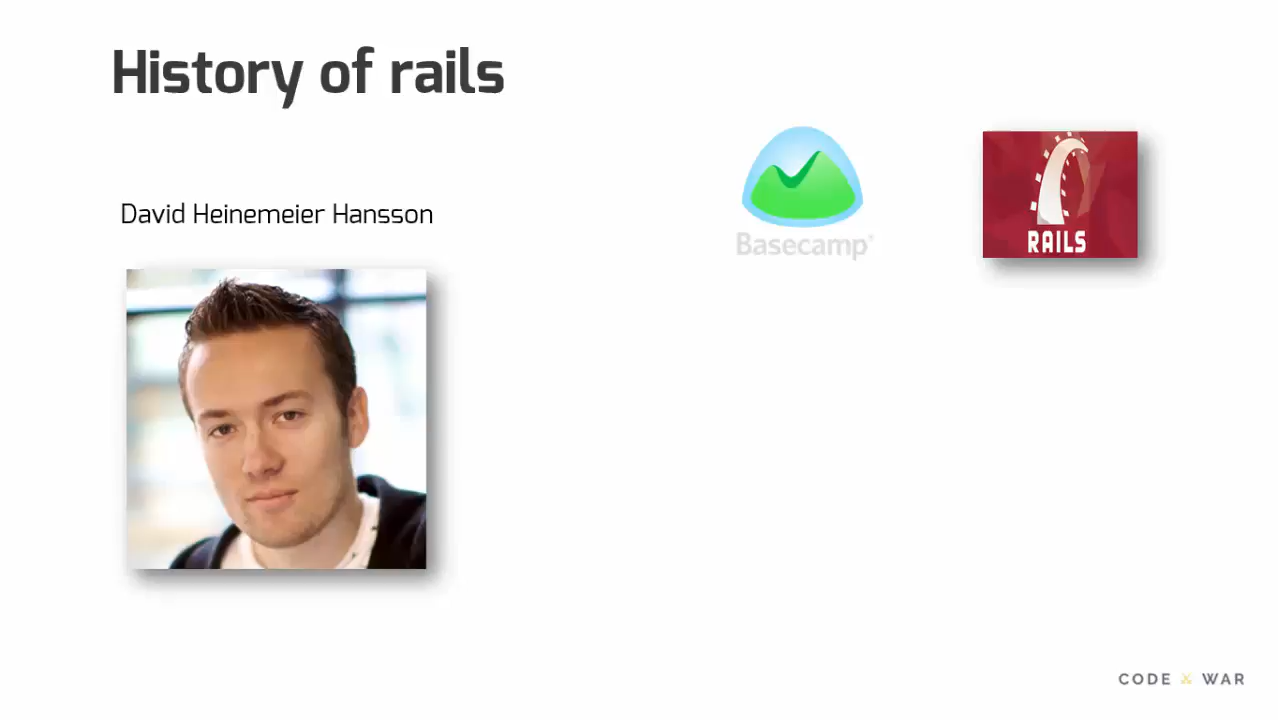 History of rails
David Heinemeier Hansson
Basecamp®
RAILS
CODE WAR